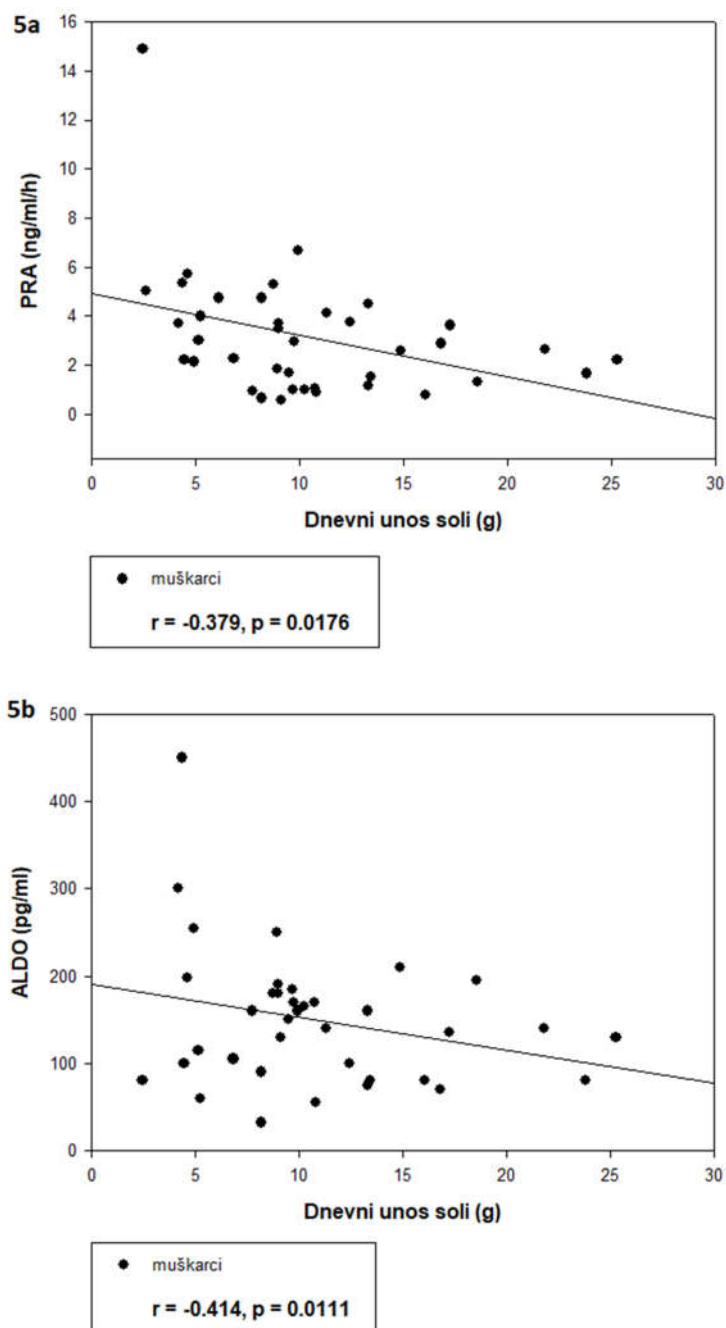 5a
16
14
12
10
8
6
4
2
0
PRA (ng/ml/h)
0 5 10 15 20 25 30
Dnevni unos soli (g)
muškarci
r = -0.379, p = 0.0176
5b
500
400
300
200
100
0
ALDO (pg/ml)
0 5 10 15 20 25 30
Dnevni unos soli (g)
muškarci
r = -0.414, p = 0.0111